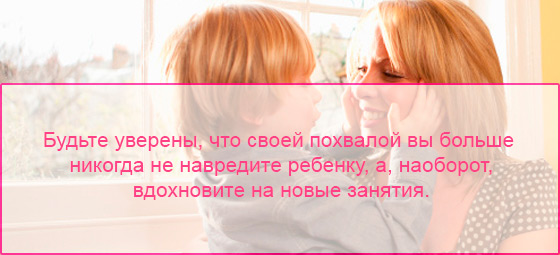 Будьте уверены, что своей похвалой вы больше
никогда не навредите ребенку, а, наоборот,
вдохновите на новые занятия.